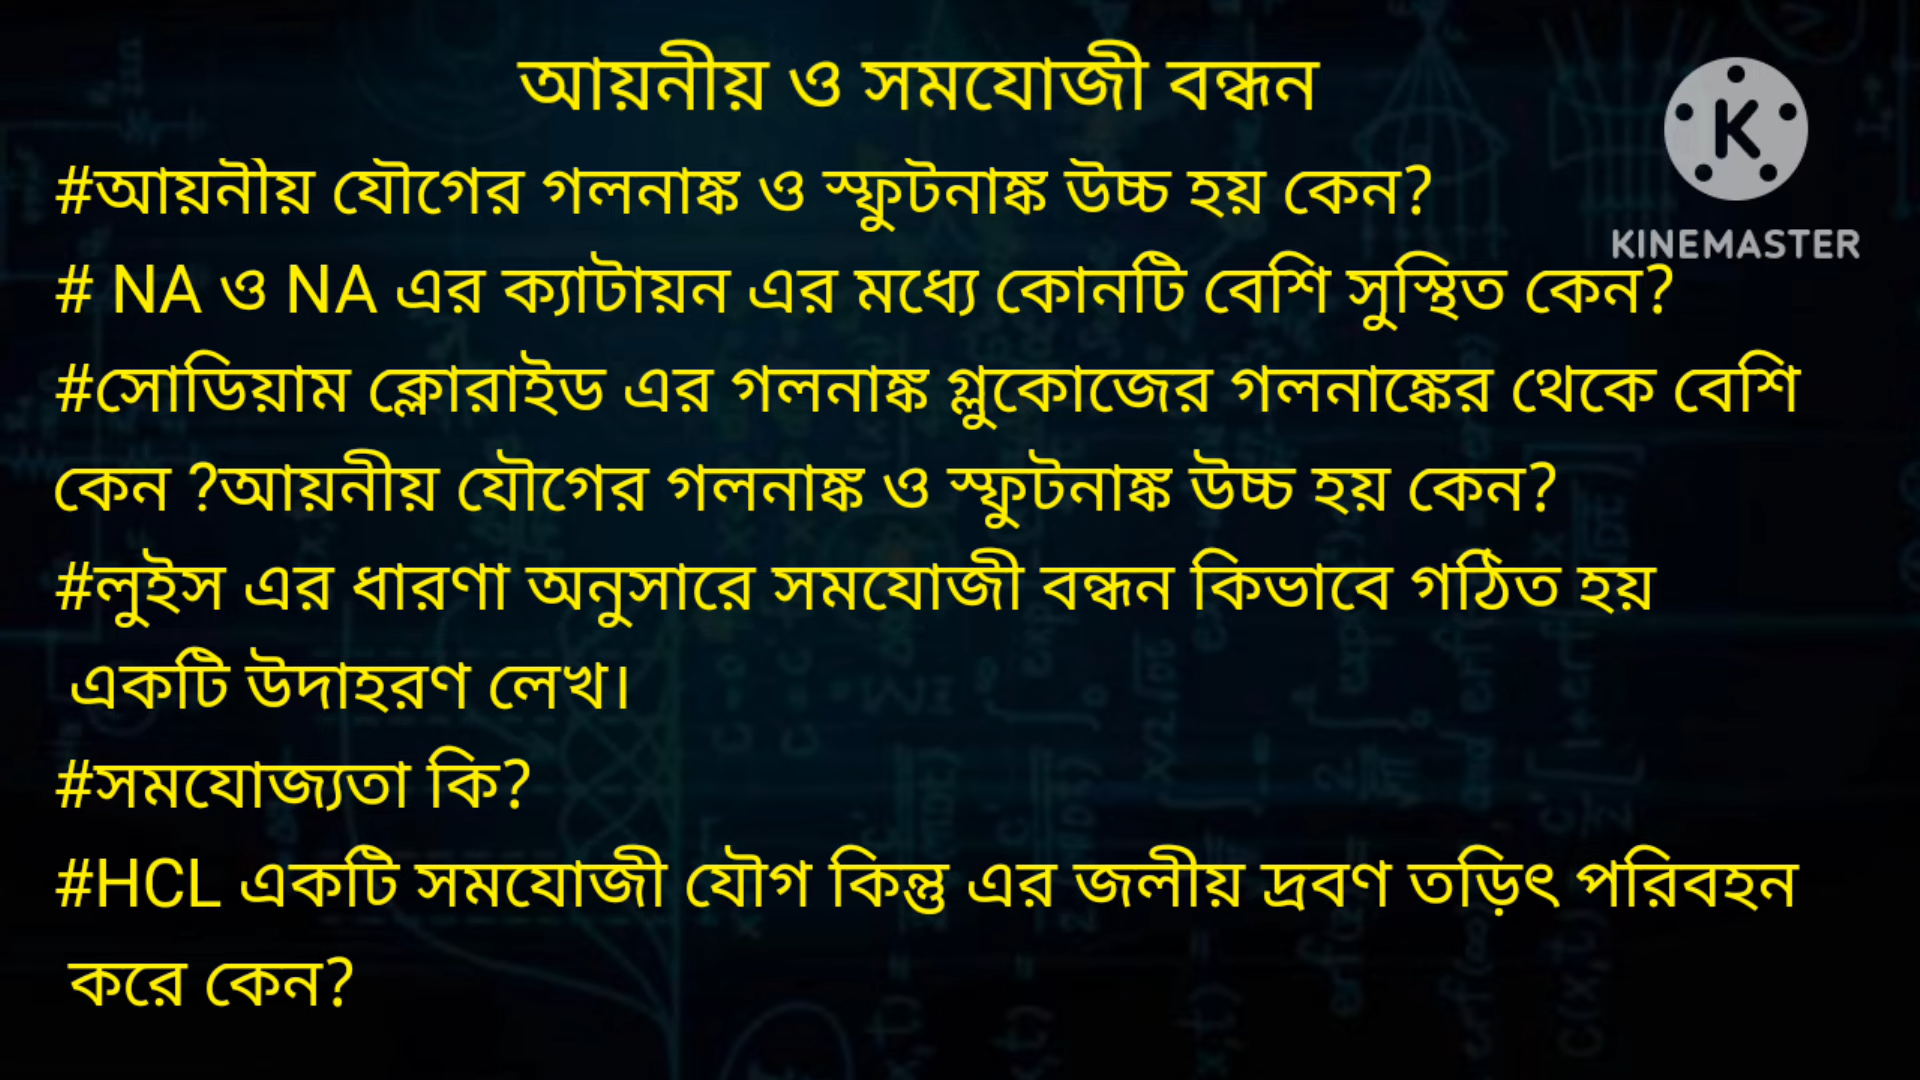 আয়নীয় ও সমযোজী বন্ধন
#আয়নীয় যৌগের গলনাঙ্ক ও স্ফুটনাঙ্ক উচ্চ হয় কেন?
# NA ও NA এর ক্যাটায়ন এর মধ্যে কোনটি বেশি সুস্থিত কেন?
#সোডিয়াম ক্লোরাইড এর গলনাঙ্ক গ্লুকোজের গলনাঙ্কের থেকে বেশি
কেন ?আয়নীয় যৌগের গলনাঙ্ক ও স্ফুটনাঙ্ক উচ্চ হয় কেন?
#লুইস এর ধারণা অনুসারে সমযোজী বন্ধন কিভাবে গঠিত হয়
একটি উদাহরণ লেখ।
#সমযোজ্যতা কি?
#HCL একটি সমযোজী যৌগ কিন্তু এর জলীয় দ্রবণ তড়িৎ পরিবহন
করে কেন?
K
KINEMASTER